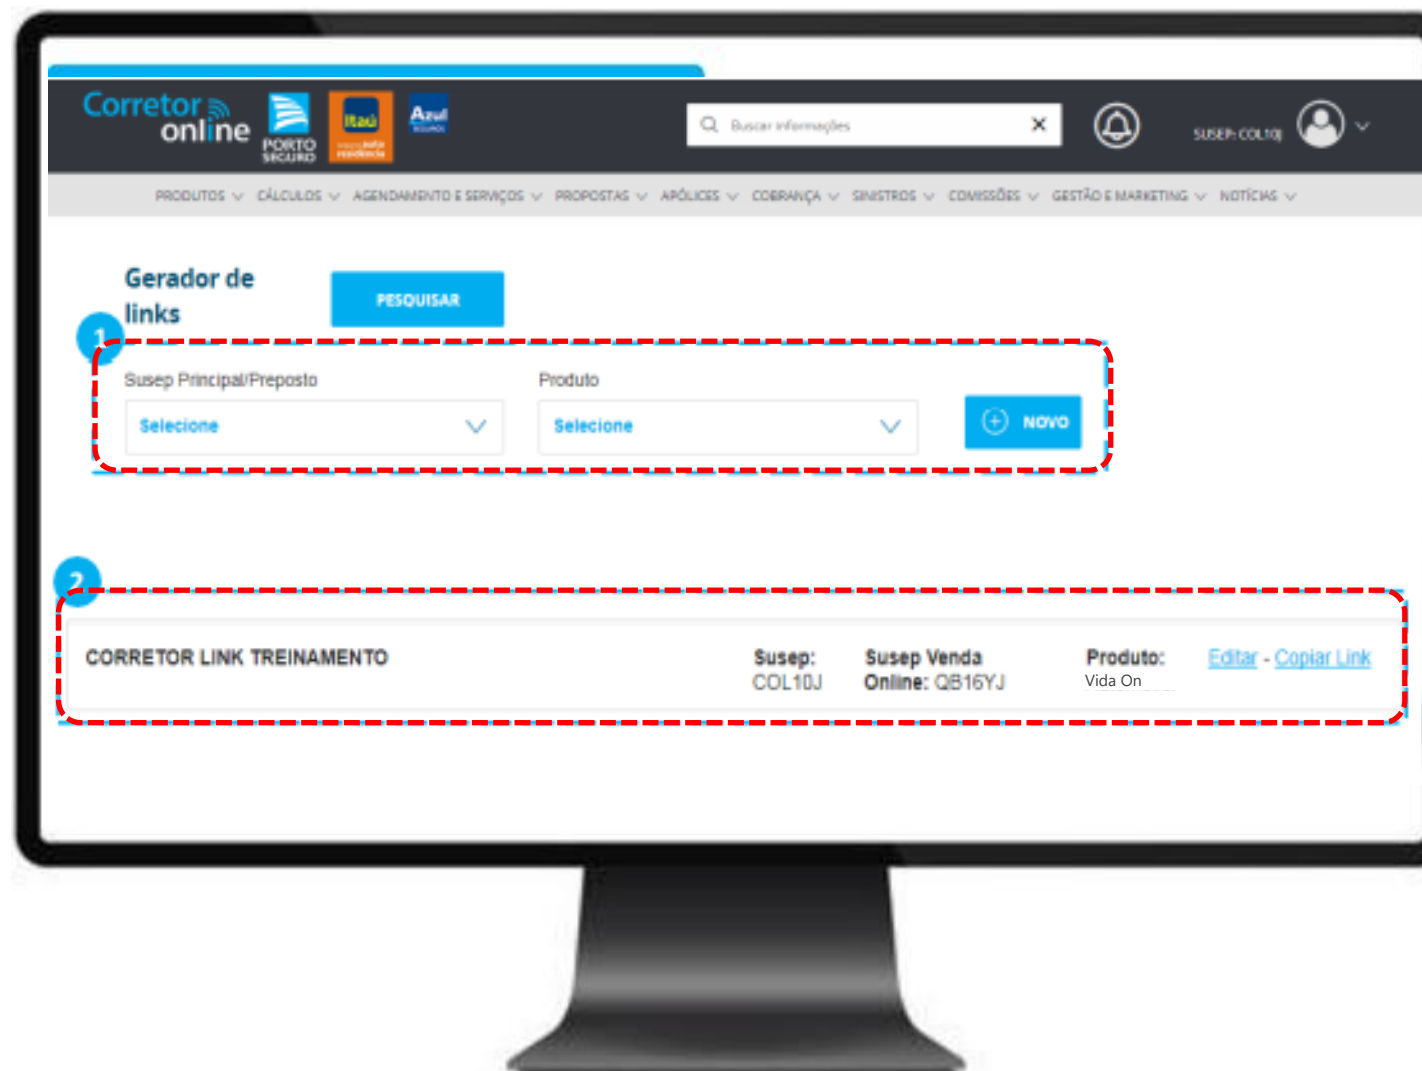 Corretor
online
PORTO
SEGURO
Itaú
Azul
Buscar informações
SUSEP: COL10J
PRODUTOS CÁLCULOS AGENDAMENTO E SERVIÇOS PROPOSTAS APÓLICES COBRANÇA SINISTROS COMISSÕES GESTÃO E MARKETING NOTÍCIAS
Gerador de
links
PESQUISAR
1
Susep Principal/Preposto
Produto
Selecione
Selecione
NOVO
2
CORRETOR LINK TREINAMENTO
Susep:
COL10J
Susep Venda
Online: QB16YJ
Produto:
Vida On
Editar - Copiar Link